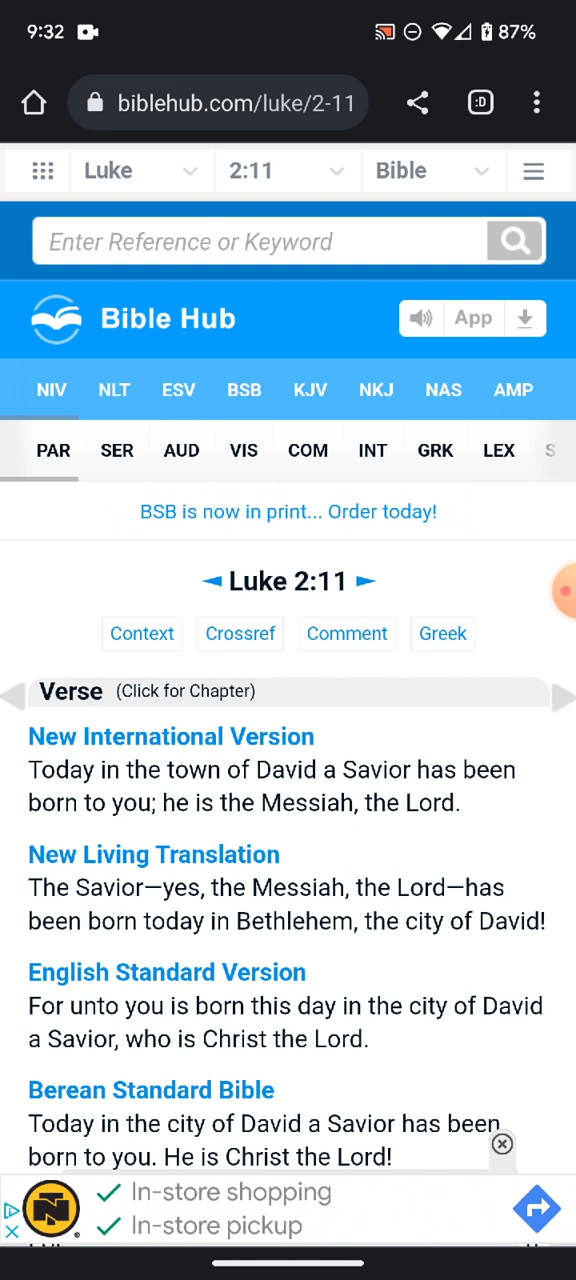 9:32
87%
biblehub.com/luke/2-11
:D
Luke 2:11 Bible
Enter Reference or Keyword
Bible Hub
App
NIV NLT ESV BSB KJV NKJ NAS AMP
PAR SER AUD VIS COM INT GRK LEX S
BSB is now in print... Order today!
Luke 2:11
Context Crossref Comment Greek
Verse (Click for Chapter)
New International Version
Today in the town of David a Savior has been
born to you; he is the Messiah, the Lord.
New Living Translation
The Savior—yes, the Messiah, the Lord—has
been born today in Bethlehem, the city of David!
English Standard Version
For unto you is born this day in the city of David
a Savior, who is Christ the Lord.
Berean Standard Bible
Today in the city of David a Savior has been
born to you. He is Christ the Lord!
In-store shopping
In-store pickup